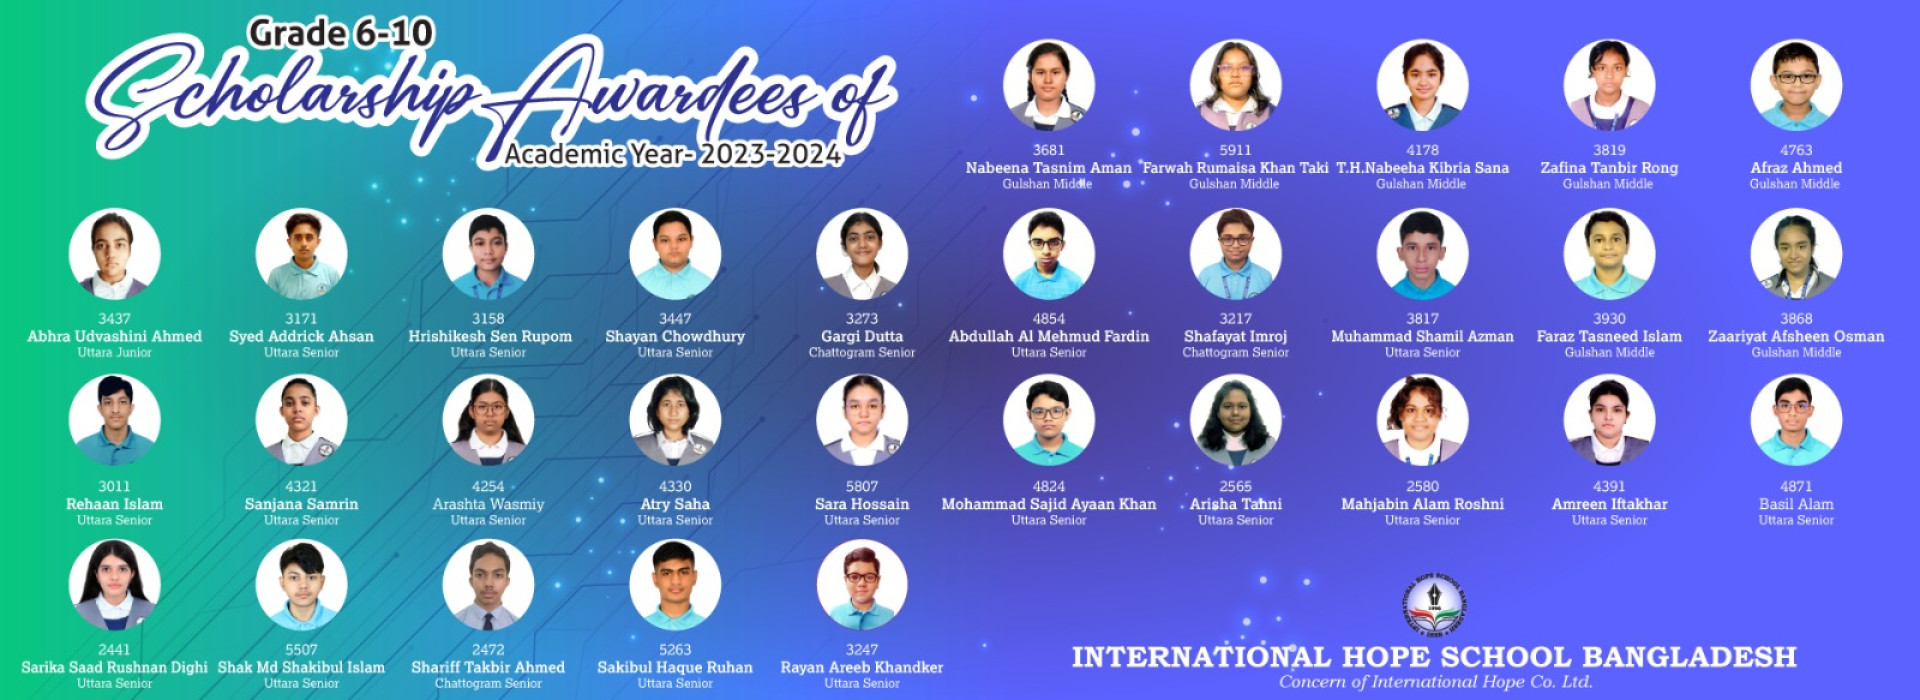 Grade 6-10
Scholarship Awardees of
Academic Year- 2023-2024
3681
Nabeena Tasnim Aman
Gulshan Middle
5911
Farwah Rumaisa Khan Taki
Gulshan Middle
4178
T.H.Nabeeha Kibria Sana
Gulshan Middle
3819
Zafina Tanbir Rong
Gulshan Middle
4763
Afraz Ahmed
Gulshan Middle
3437
Abhra Udvashini Ahmed
Uttara Junior
3171
Syed Addrick Ahsan
Uttara Senior
3158
Hrishikesh Sen Rupom
Uttara Senior
3447
Shayan Chowdhury
Uttara Senior
3273
Gargi Dutta
Chattogram Senior
4854
Abdullah Al Mehmud Fardin
Uttara Senior
3217
Shafayat Imroj
Chattogram Senior
3817
Muhammad Shamil Azman
Uttara Senior
3930
Faraz Tasneed Islam
Gulshan Middle
3868
Zaariyat Afsheen Osman
Gulshan Middle
3011
Rehaan Islam
Uttara Senior
4321
Sanjana Samrin
Uttara Senior
4254
Arashta Wasmiy
Uttara Senior
4330
Atry Saha
Uttara Senior
5807
Sara Hossain
Uttara Senior
4824
Mohammad Sajid Ayaan Khan
Uttara Senior
2565
Arisha Tahni
Uttara Senior
2580
Mahjabin Alam Roshni
Uttara Senior
4391
Amreen Iftakhar
Uttara Senior
4871
Basil Alam
Uttara Senior
2441
Sarika Saad Rushnan Dighi
Uttara Senior
5507
Shak Md Shakibul Islam
Uttara Senior
2472
Shariff Takbir Ahmed
Chattogram Senior
5263
Sakibul Haque Ruhan
Uttara Senior
3247
Rayan Areeb Khandker
Uttara Senior
INTERNATIONAL HOPE SCHOOL BANGLADESH
1996
INTERNATIONAL HOPE SCHOOL BANGLADESH
Concern of International Hope Co. Ltd.